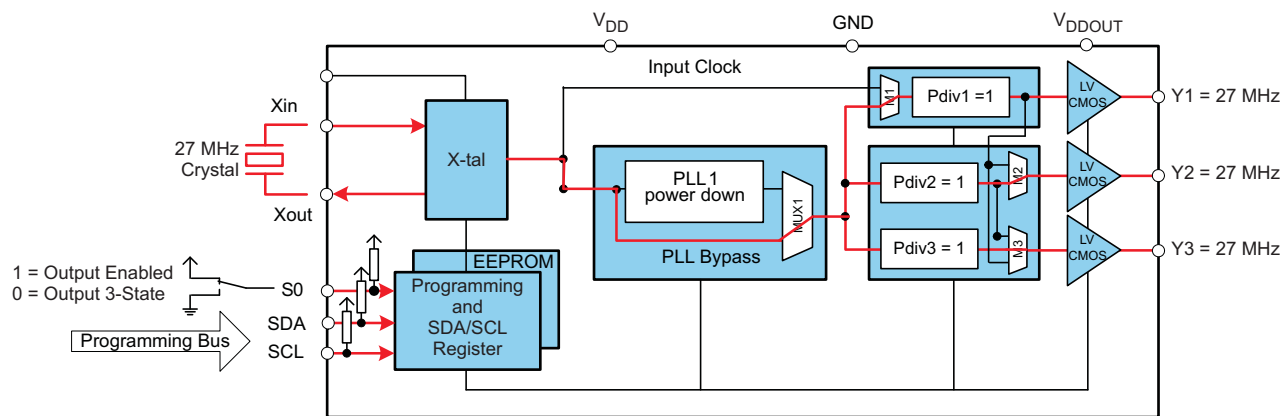 VDD
GND
VDDOUT
Input Clock
Xin
27 MHz
Crystal
Xout
X-tal
PLL 1
power down
MUX1
PLL Bypass
M1
Pdiv1 =1
LV
CMOS
Y1 = 27 MHz
Pdiv2 = 1
M2
LV
CMOS
Y2 = 27 MHz
Pdiv3 = 1
M3
LV
CMOS
Y3 = 27 MHz
1 = Output Enabled
0 = Output 3-State
S0
SDA
SCL
Programming Bus
EEPROM
Programming
and
SDA/SCL
Register